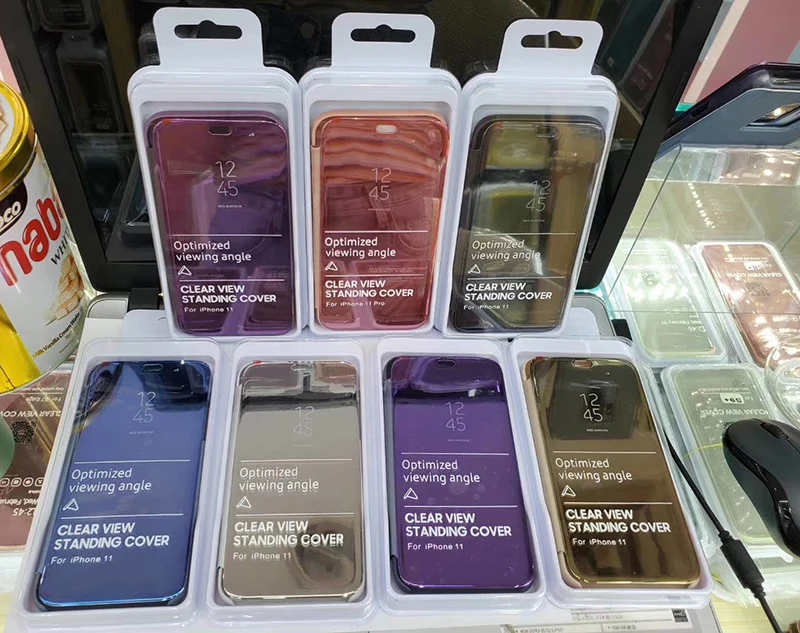 12
45
Optimized
viewing angle
CLEAR VIEW
STANDING COVER
For iPhone 11
12
45
Optimized
viewing angle
CLEAR VIEW
STANDING COVER
For iPhone 11 Pro
12
45
Optimized
viewing angle
CLEAR VIEW
STANDING COVER
For iPhone 11
12
45
Optimized
viewing angle
CLEAR VIEW
STANDING COVER
For iPhone 11
12
45
Optimized
viewing angle
CLEAR VIEW
STANDING COVER
For iPhone 11
12
45
Optimized
viewing angle
CLEAR VIEW
STANDING COVER
For iPhone 11
12
45
Optimized
viewing angle
CLEAR VIEW
STANDING COVER
For iPhone 11
nab